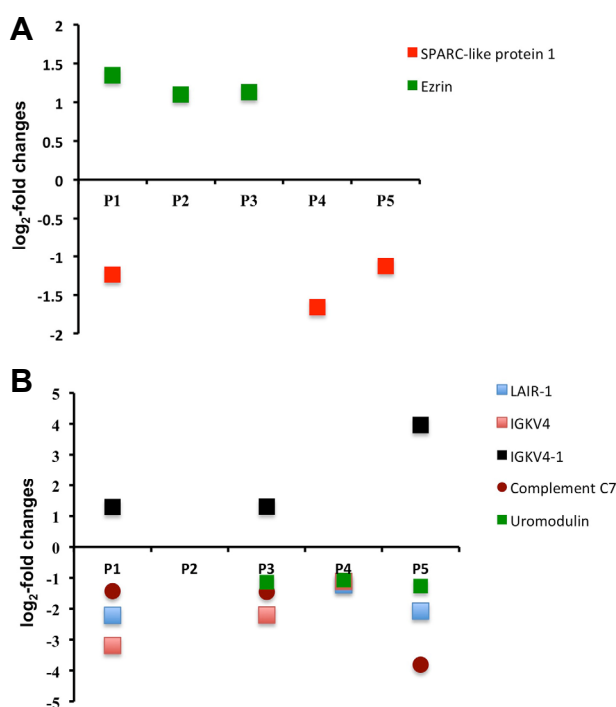 A
2
1.5
1
0.5
0
-0.5
-1
-1.5
-2
log2-fold changes
P1 P2 P3 P4 P5
SPARC-like protein 1
Ezrin
B
5
4
3
2
1
0
-1
-2
-3
-4
-5
log2-fold changes
P1 P2 P3 P4 P5
LAIR-1
IGKV4
IGKV4-1
Complement C7
Uromodulin